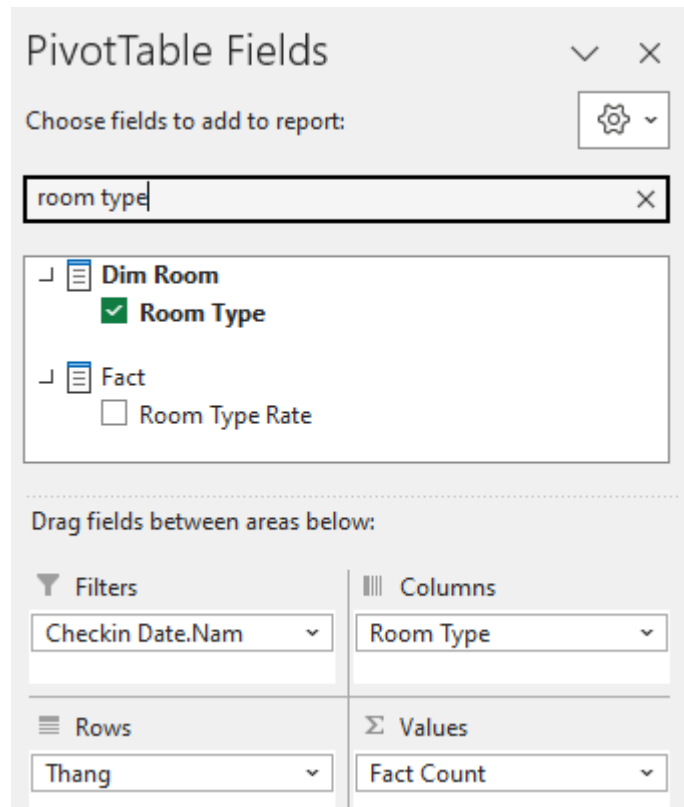 PivotTable Fields
Choose fields to add to report:
room type
Dim Room
Room Type
Fact
Room Type Rate
Drag fields between areas below:
Filters
Columns
Checkin Date.Nam
Room Type
Rows
Σ Values
Thang
Fact Count